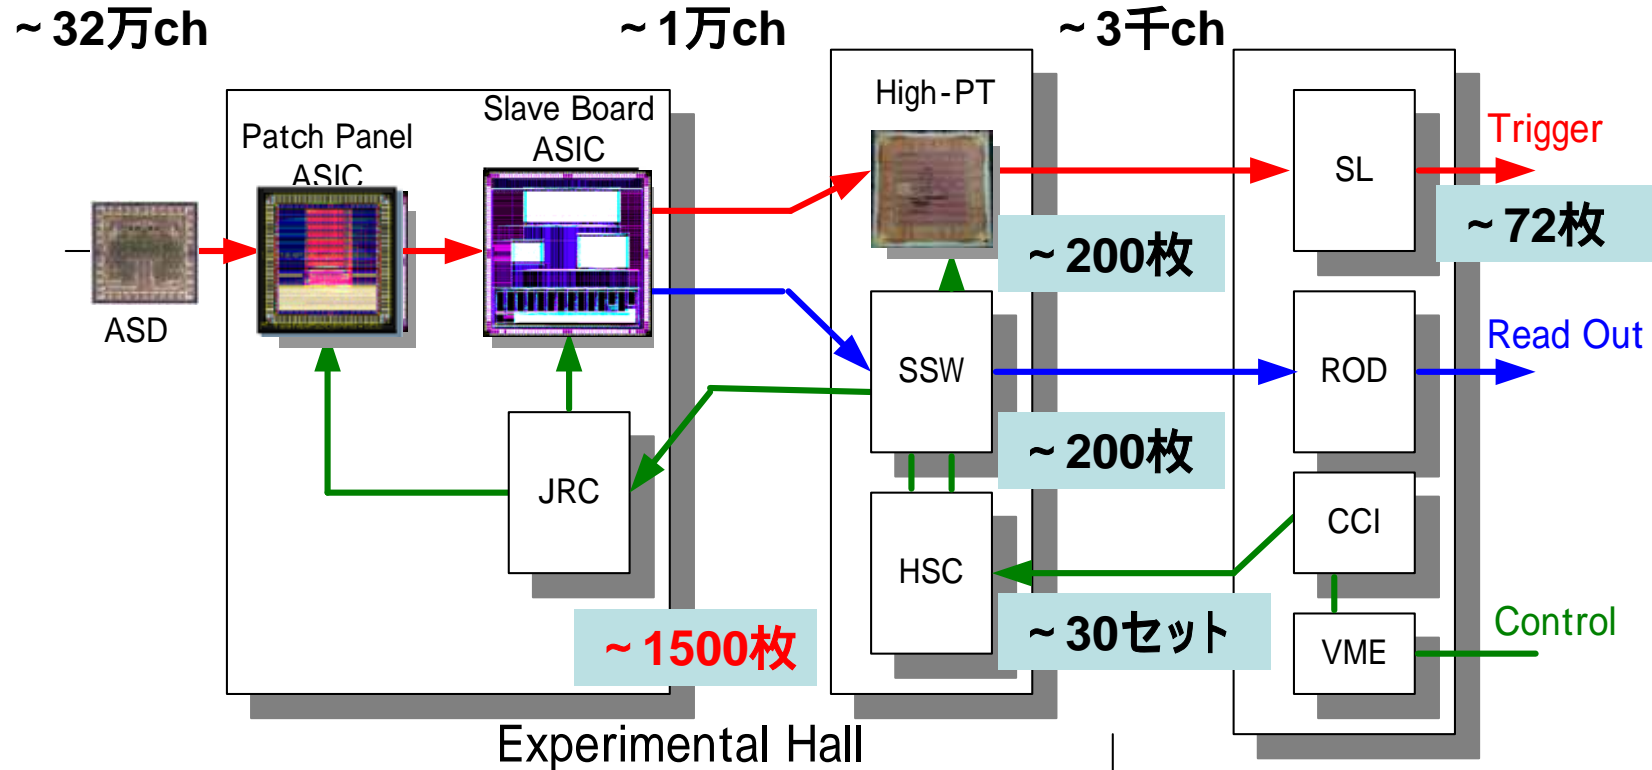 ~32万ch
~1万ch
~3千ch
Patch Panel
ASIC
Slave Board
ASIC
High-PT
SL
Trigger
~72枚
~200枚
ASD
SSW
ROD
Read Out
~200枚
JRC
HSC
CCI
~30セット
~1500枚
VME
Control
Experimental Hall